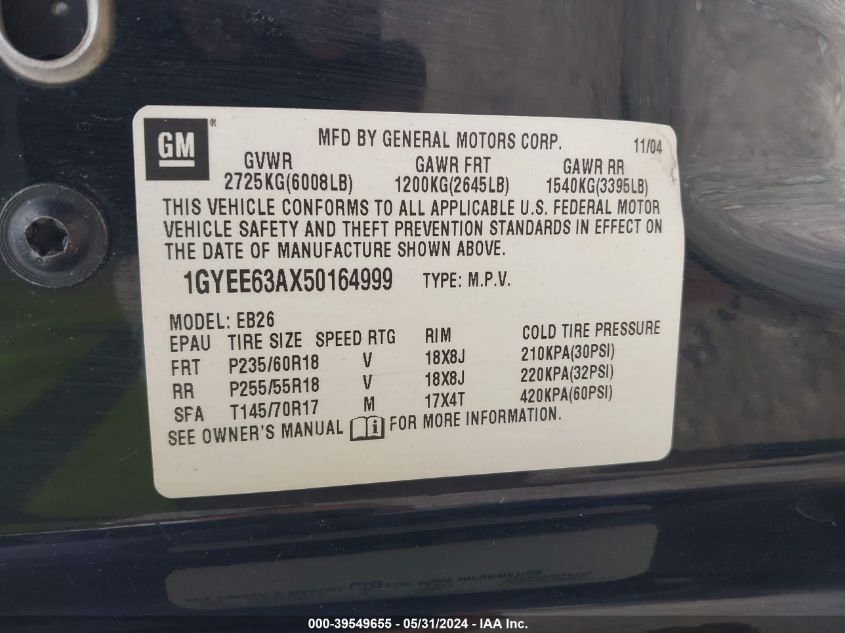 GM®
MFD BY GENERAL MOTORS CORP. 11/04
GVWR GAWR FRT GAWR RR
2725KG(6008LB) 1200KG(2645LB) 1540KG(3395LB)
THIS VEHICLE CONFORMS TO ALL APPLICABLE U.S. FEDERAL MOTOR
VEHICLE SAFETY AND THEFT PREVENTION STANDARDS IN EFFECT ON
THE DATE OF MANUFACTURE SHOWN ABOVE.
1GYEE63AX50164999 TYPE: M.P.V.
MODEL: EB26
EPAU TIRE SIZE SPEED RTG RIM COLD TIRE PRESSURE
FRT P235/60R18 V 18X8J 210KPA(30PSI)
RR P255/55R18 V 18X8J 220KPA(32PSI)
SFA T145/70R17 M 17X4T 420KPA(60PSI)
SEE OWNER'S MANUAL i FOR MORE INFORMATION.
000-39549655 - 05/31/2024 - IAA Inc.